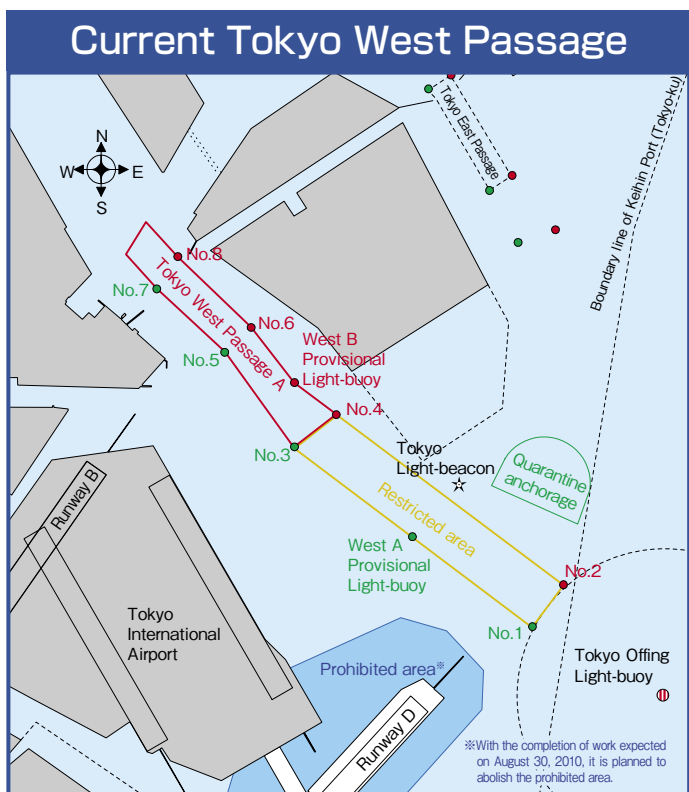 Current Tokyo West Passage
Tokyo East Passage
Boundary line of Keihin Port (Tokyo-ku)
N
W
E
S
No.8
No.7
Tokyo West Passage A
No.6
No.5
West B
Provisional
Light-buoy
No.4
No.3
Tokyo
Light-beacon
Quarantine
anchorage
Restricted area
Runway B
West A
Provisional
Light-buoy
No.2
No.1
Tokyo
International
Airport
Tokyo Offing
Light-buoy
Prohibited area※
Runway D
※With the completion of work expected
on August 30, 2010, it is planned to
abolish the prohibited area.